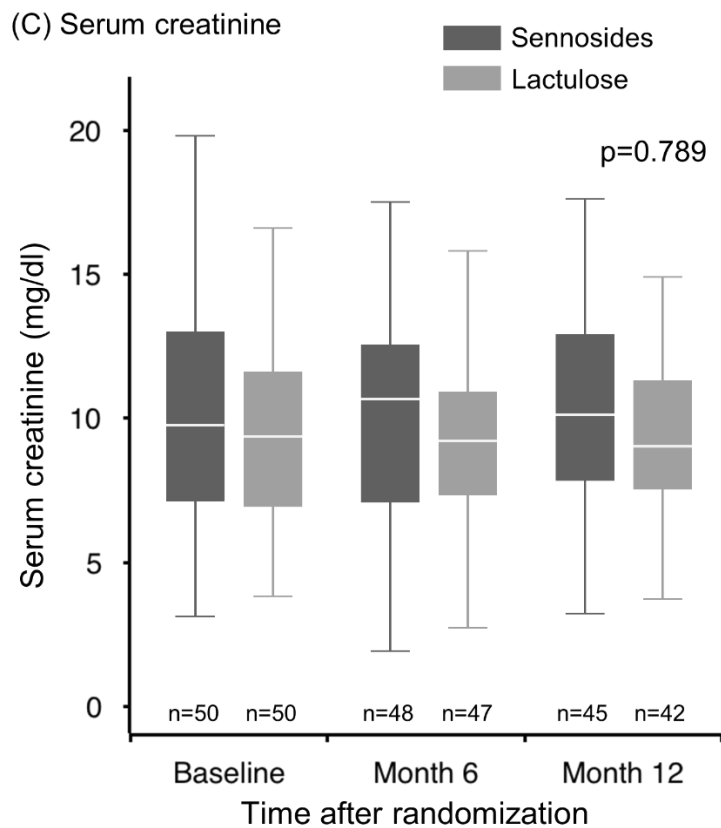 (C) Serum creatinine
Sennosides
Lactulose
p=0.789
Serum creatinine (mg/dl)
20
15
10
5
0
n=50 n=50 n=48 n=47 n=45 n=42
Baseline Month 6 Month 12
Time after randomization